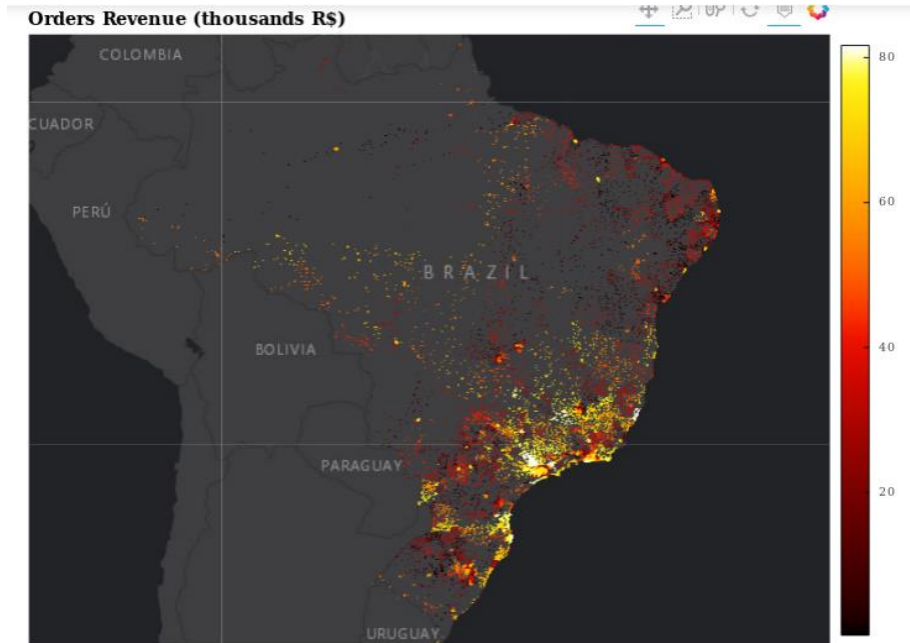 Orders Revenue (thousands R$)
COLOMBIA
80
CUADOR
60
PERÚ
BRAZIL
BOLIVIA
40
PARAGUAY
20
URUGUAY